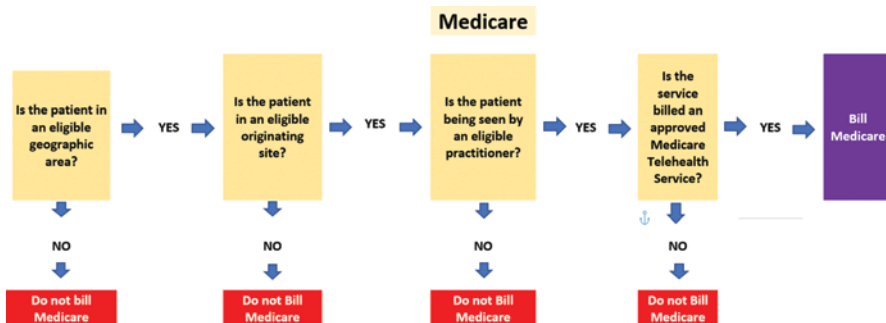 Medicare
Is the patient in
an eligible
geographic
area?
YES
Is the patient
in an eligible
originating
site?
YES
Is the patient
being seen by
an eligible
practitioner?
YES
Is the
service
billed an
approved
Medicare
Telehealth
Service?
YES
Bill
Medicare
NO
NO
NO
NO
Do not bill
Medicare
Do not Bill
Medicare
Do not Bill
Medicare
Do not Bill
Medicare